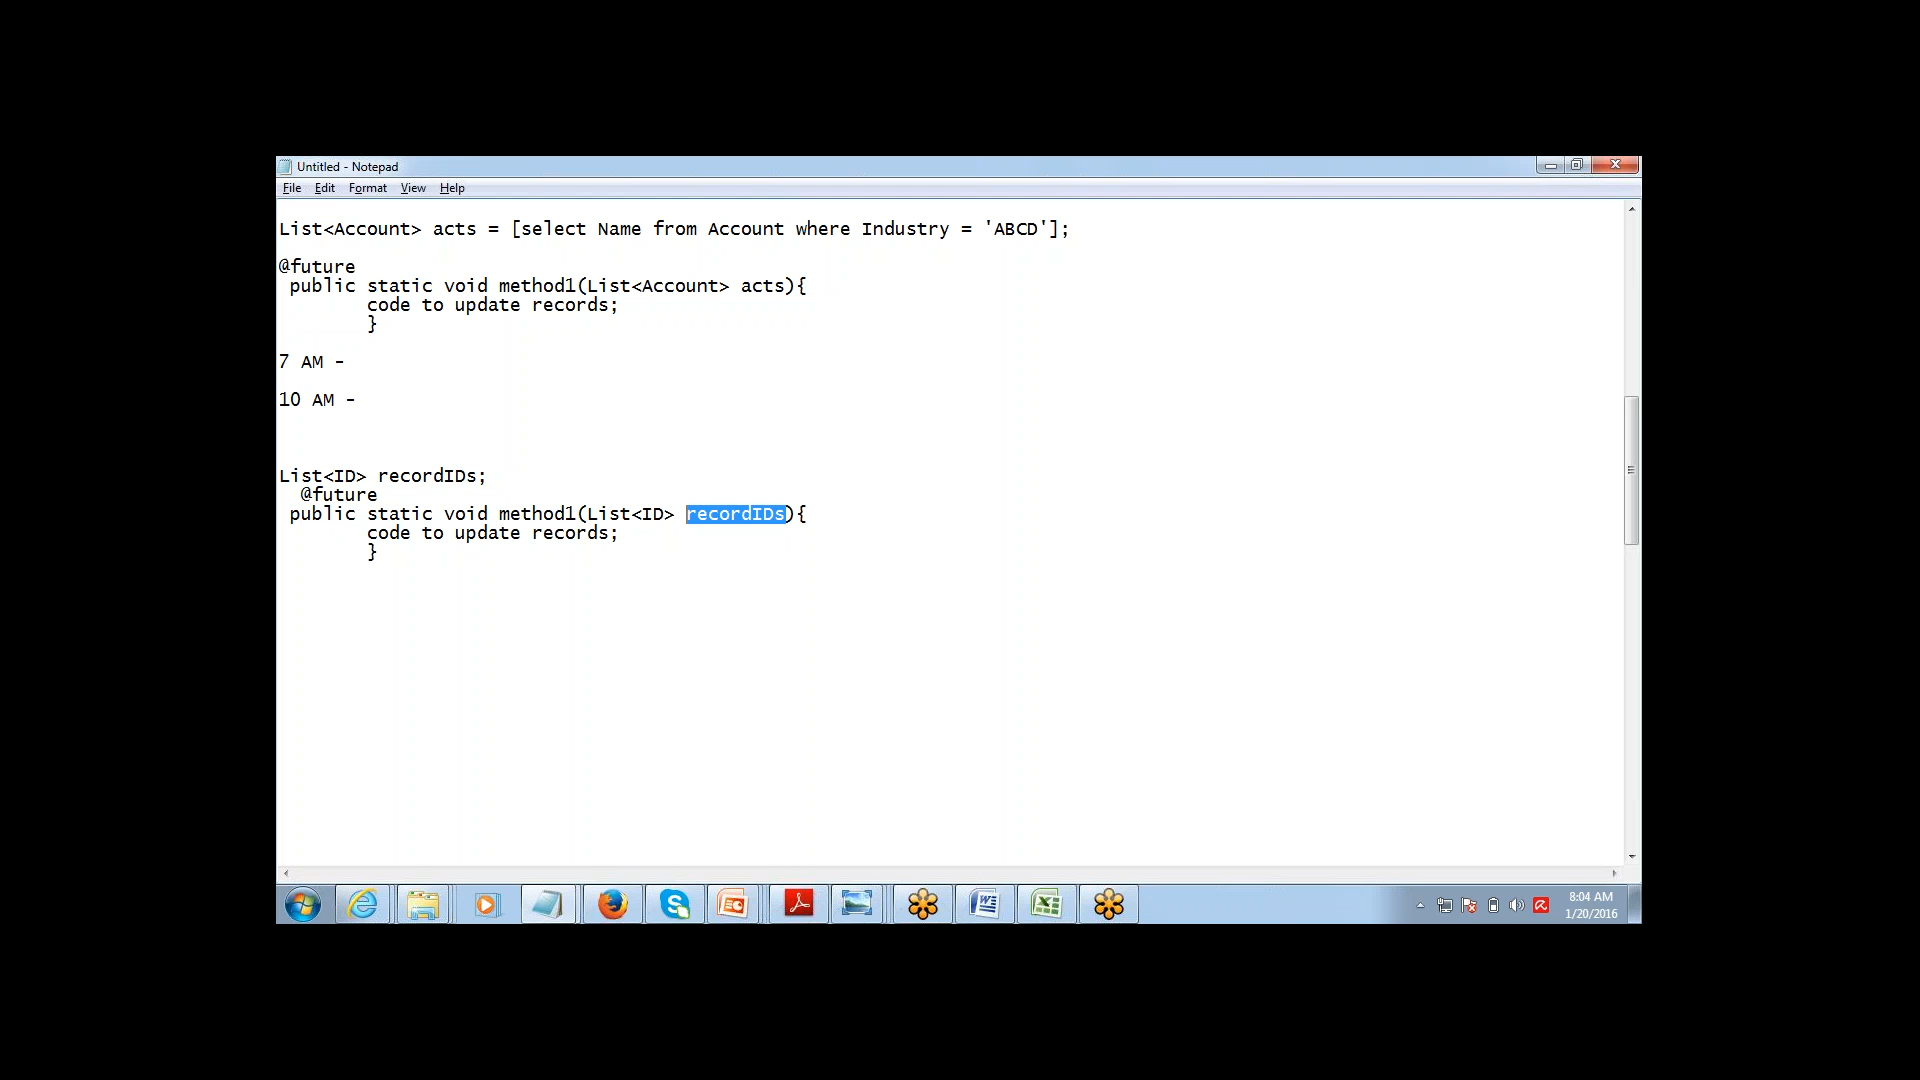 Untitled - Notepad
File Edit Format View Help
List<Account> acts = [select Name from Account where Industry = 'ABCD'];
@future
public static void method1(List<Account> acts){
code to update records;
}
7 AM -
10 AM -
List<ID> recordIDs;
@future
public static void method1(List<ID> recordIDs){
code to update records;
}
8:04 AM
1/20/2016